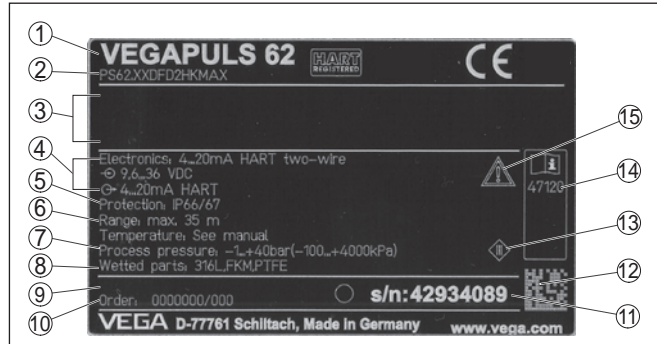 VEGAPULS 62 HART REGISTERED CE
PS62.XXDFD2HKMAX
Electronics: 4...20mA HART two-wire
9,6...36 VDC
4...20mA HART
Protection: IP66/67
Range: max. 35 m
Temperature: See manual
Process pressure: -1...+40bar(-100...+4000kPa)
Wetted parts: 316L,FKM,PTFE
Order: 0000000/000
s/n: 42934089
VEGA D-77761 Schiltach, Made in Germany www.vega.com
i
47120
1
2
3
4
5
6
7
8
9
10
11
12
13
14
15